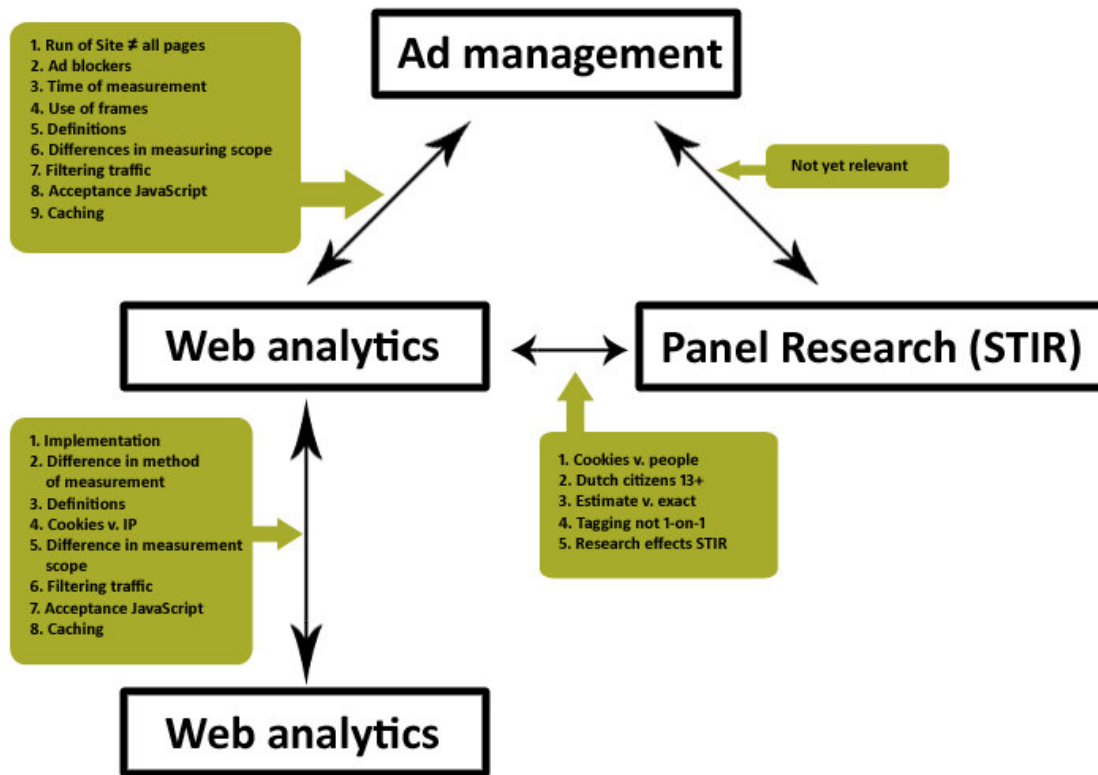 Ad management
1. Run of Site ≠ all pages
2. Ad blockers
3. Time of measurement
4. Use of frames
5. Definitions
6. Differences in measuring scope
7. Filtering traffic
8. Acceptance JavaScript
9. Caching
Not yet relevant
Web analytics
Panel Research (STIR)
1. Implementation
2. Difference in method
of measurement
3. Definitions
4. Cookies v. IP
5. Difference in measurement
scope
6. Filtering traffic
7. Acceptance JavaScript
8. Caching
1. Cookies v. people
2. Dutch citizens 13+
3. Estimate v. exact
4. Tagging not 1-on-1
5. Research effects STIR
Web analytics